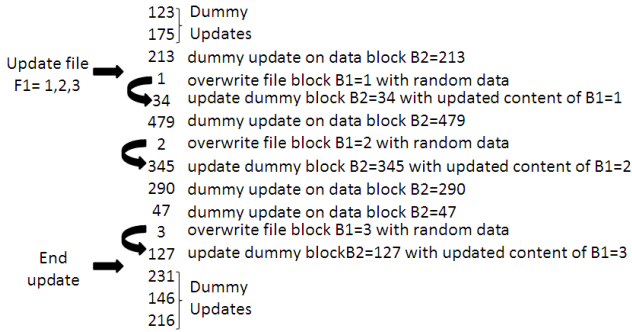 123 Dummy
175 Updates
213 dummy update on data block B2=213
Update file
F1= 1,2,3
1 overwrite file block B1=1 with random data
34 update dummy block B2=34 with updated content of B1=1
479 dummy update on data block B2=479
2 overwrite file block B1=2 with random data
345 update dummy block B2=345 with updated content of B1=2
290 dummy update on data block B2=290
47 dummy update on data block B2=47
3 overwrite file block B1=3 with random data
127 update dummy blockB2=127 with updated content of B1=3
End
update
231 Dummy
146 Updates
216